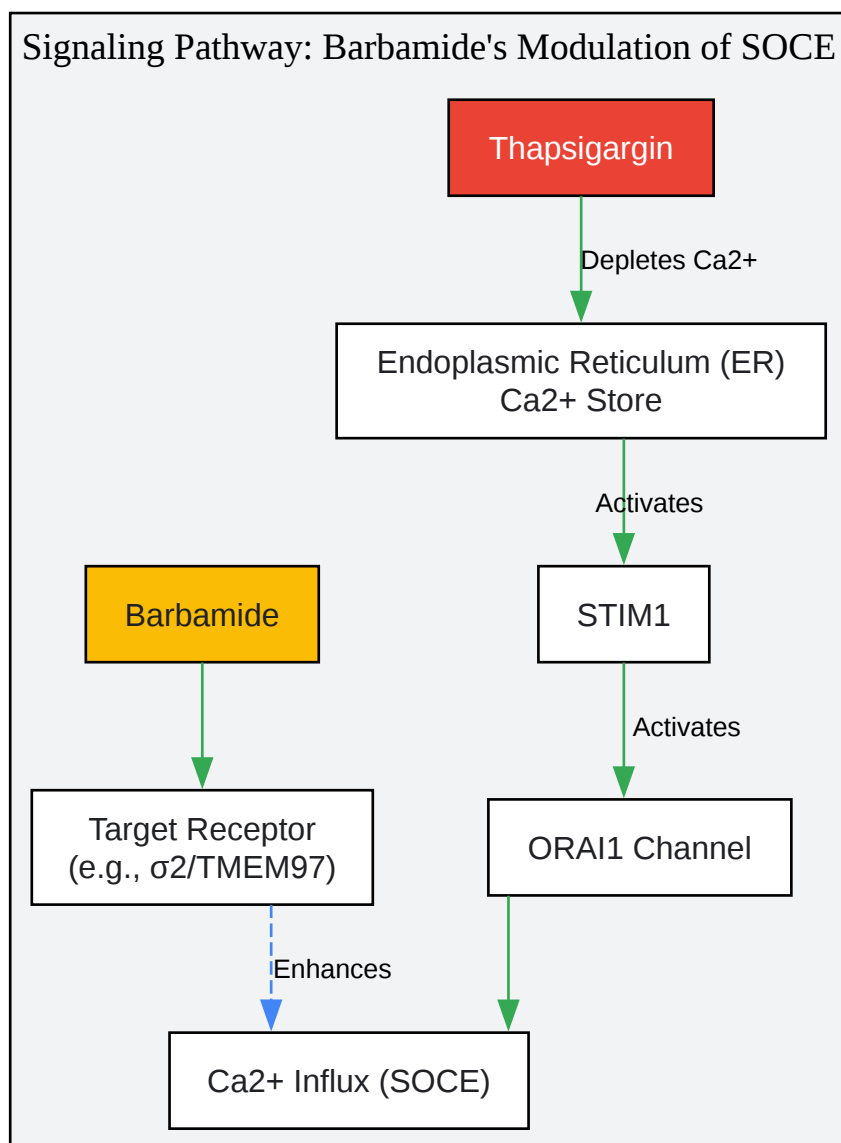 Signaling Pathway: Barbamide's Modulation of SOCE
Thapsigargin
Depletes Ca2+
Endoplasmic Reticulum (ER)
Ca2+ Store
Activates
Barbamide
STIM1
Activates
Target Receptor
(e.g., σ2/TMEM97)
ORAI1 Channel
Enhances
Ca2+ Influx (SOCE)